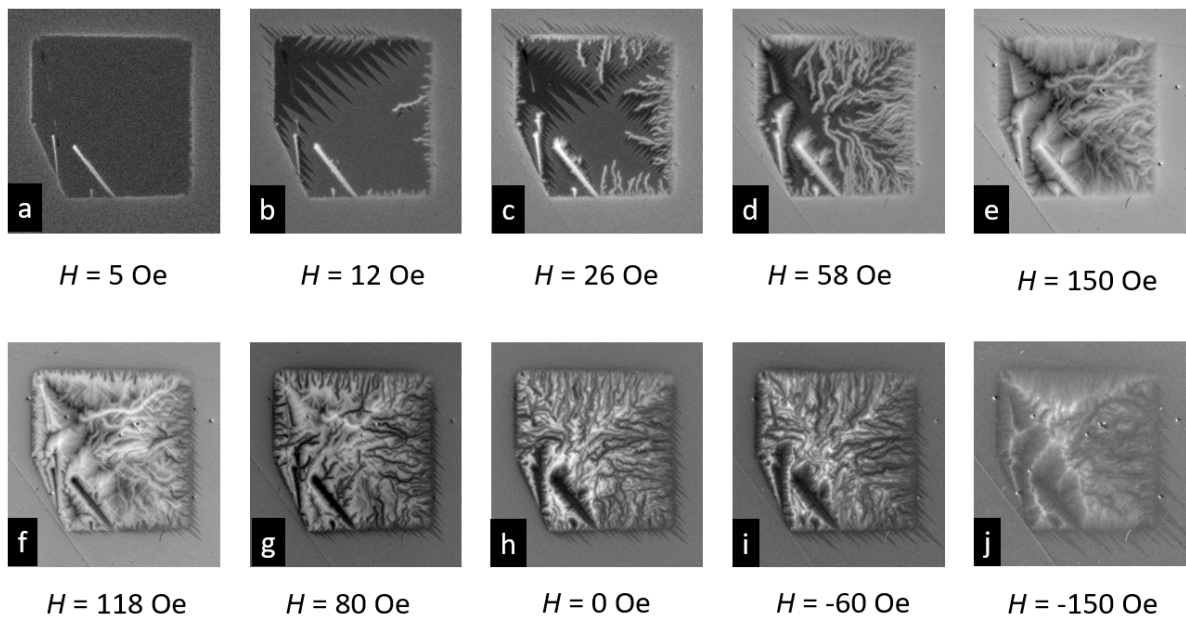 a b c d e
H = 5 Oe H = 12 Oe H = 26 Oe H = 58 Oe H = 150 Oe
f g h i j
H = 118 Oe H = 80 Oe H = 0 Oe H = -60 Oe H = -150 Oe